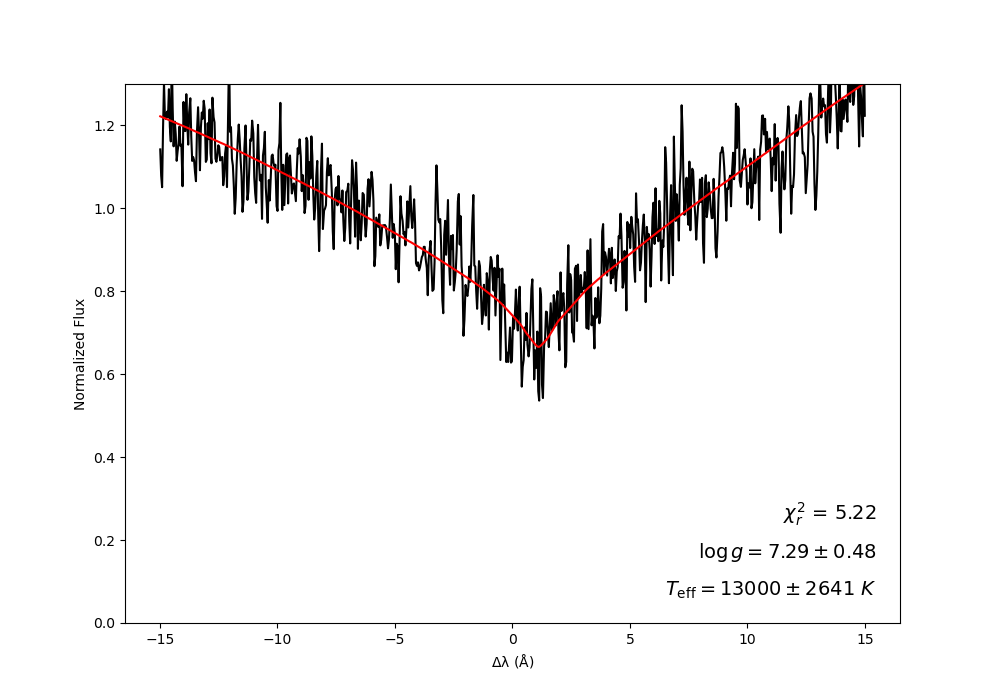 1.2
1.0
0.8
0.6
0.4
0.2
0.0
Normalized Flux
χ²ᵣ = 5.22
log g = 7.29 ± 0.48
T_eff = 13000 ± 2641 K
−15 −10 −5 0 5 10 15
Δλ (Å)